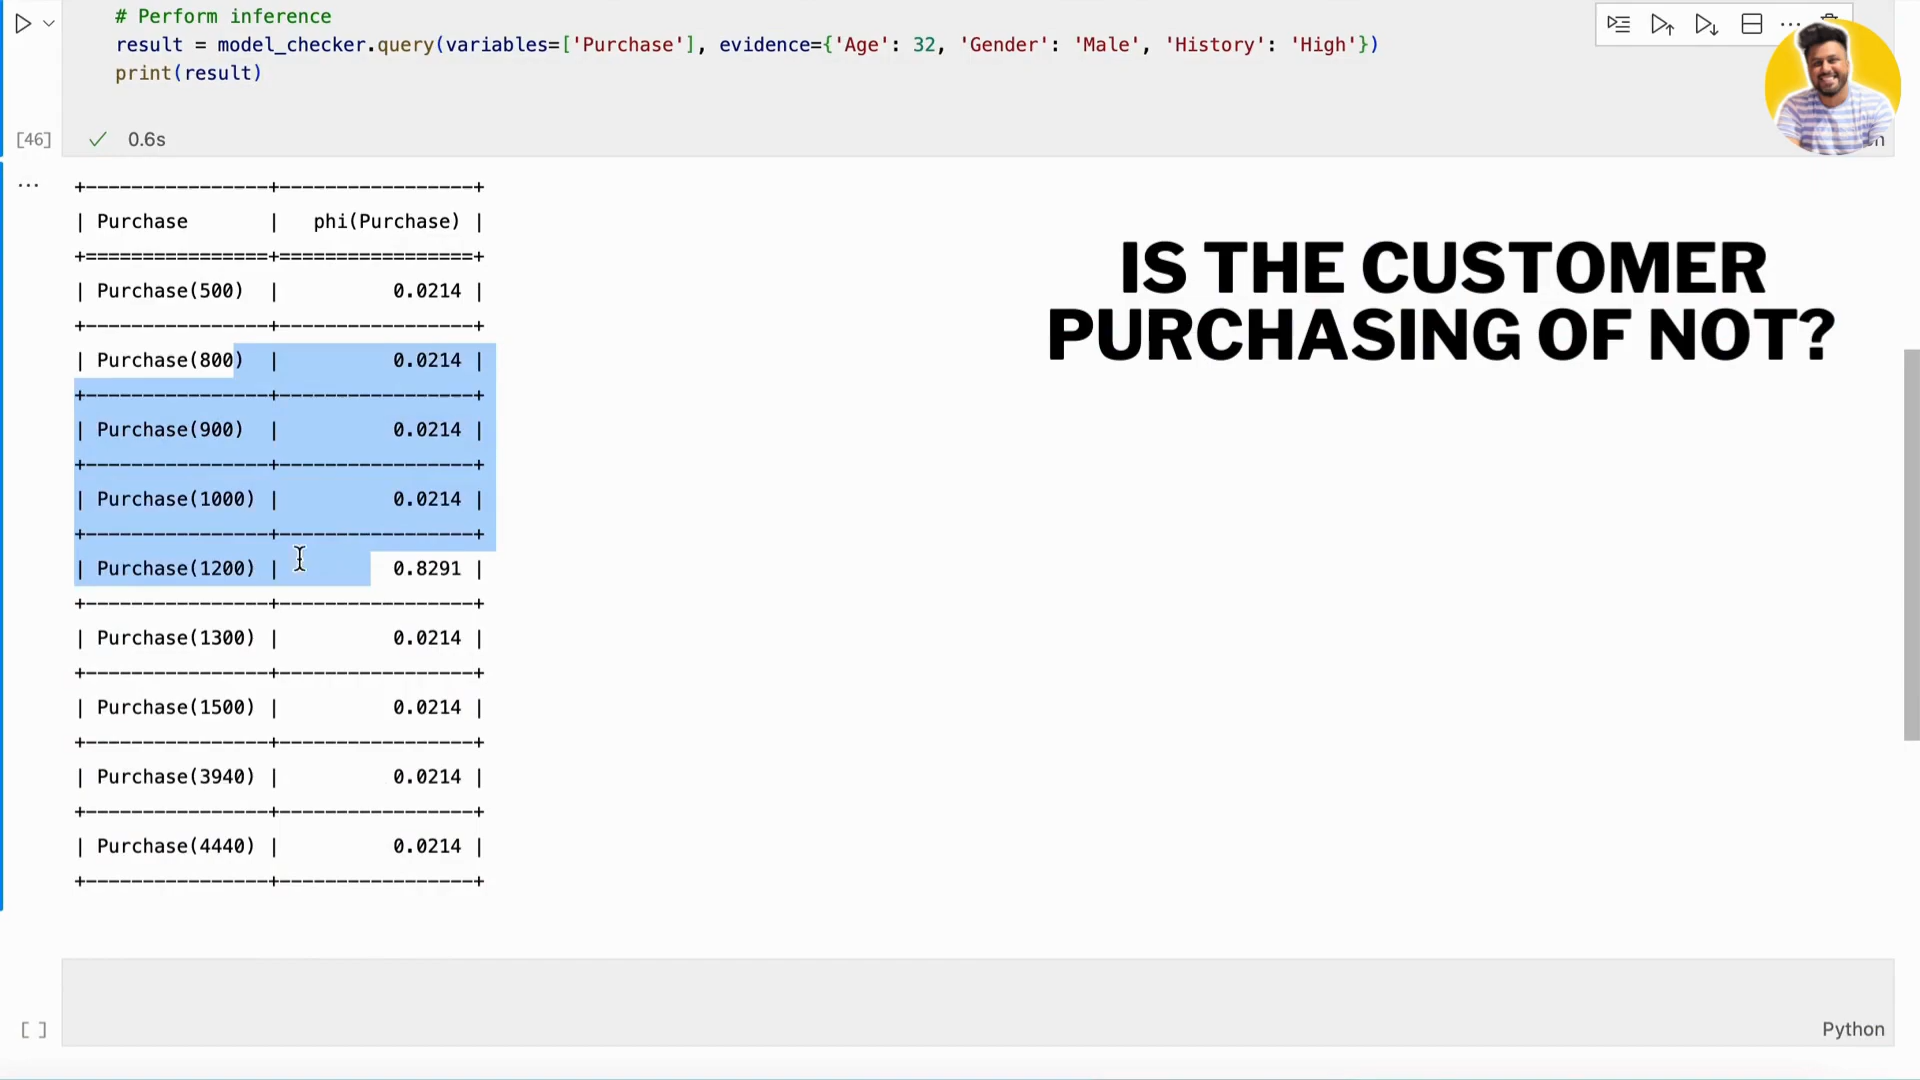 # Perform inference
result = model_checker.query(variables=['Purchase'], evidence={'Age': 32, 'Gender': 'Male', 'History': 'High'})
print(result)
[46] 0.6s
+----------------+-----------------+
| Purchase       |   phi(Purchase) |
+================+=================+
| Purchase(500)  |          0.0214 |
+----------------+-----------------+
| Purchase(800)  |          0.0214 |
+----------------+-----------------+
| Purchase(900)  |          0.0214 |
+----------------+-----------------+
| Purchase(1000) |          0.0214 |
+----------------+-----------------+
| Purchase(1200) |          0.8291 |
+----------------+-----------------+
| Purchase(1300) |          0.0214 |
+----------------+-----------------+
| Purchase(1500) |          0.0214 |
+----------------+-----------------+
| Purchase(3940) |          0.0214 |
+----------------+-----------------+
| Purchase(4440) |          0.0214 |
+----------------+-----------------+
IS THE CUSTOMER
PURCHASING OF NOT?
[ ]
Python